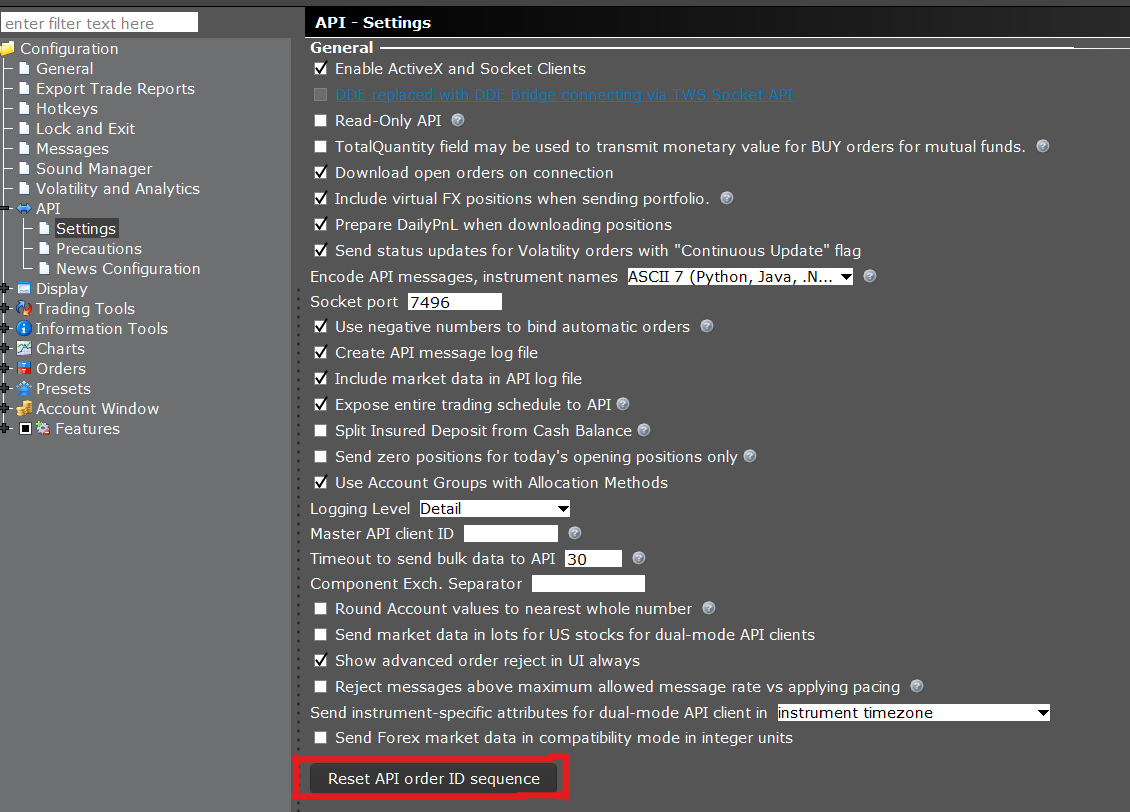 enter filter text here
Configuration
General
Export Trade Reports
Hotkeys
Lock and Exit
Messages
Sound Manager
Volatility and Analytics
API
Settings
Precautions
News Configuration
Display
Trading Tools
Information Tools
Charts
Orders
Presets
Account Window
Features
API - Settings
General
Enable ActiveX and Socket Clients
DDE replaced with DDE Bridge connecting via TWS Socket API
Read-Only API ?
TotalQuantity field may be used to transmit monetary value for BUY orders for mutual funds. ?
Download open orders on connection
Include virtual FX positions when sending portfolio. ?
Prepare DailyPnL when downloading positions
Send status updates for Volatility orders with "Continuous Update" flag
Encode API messages, instrument names ASCII 7 (Python, Java, .N... ?
Socket port 7496
Use negative numbers to bind automatic orders ?
Create API message log file
Include market data in API log file
Expose entire trading schedule to API ?
Split Insured Deposit from Cash Balance ?
Send zero positions for today's opening positions only ?
Use Account Groups with Allocation Methods
Logging Level Detail
Master API client ID ?
Timeout to send bulk data to API 30 ?
Component Exch. Separator
Round Account values to nearest whole number ?
Send market data in lots for US stocks for dual-mode API clients
Show advanced order reject in UI always
Reject messages above maximum allowed message rate vs applying pacing ?
Send instrument-specific attributes for dual-mode API client in instrument timezone
Send Forex market data in compatibility mode in integer units
Reset API order ID sequence